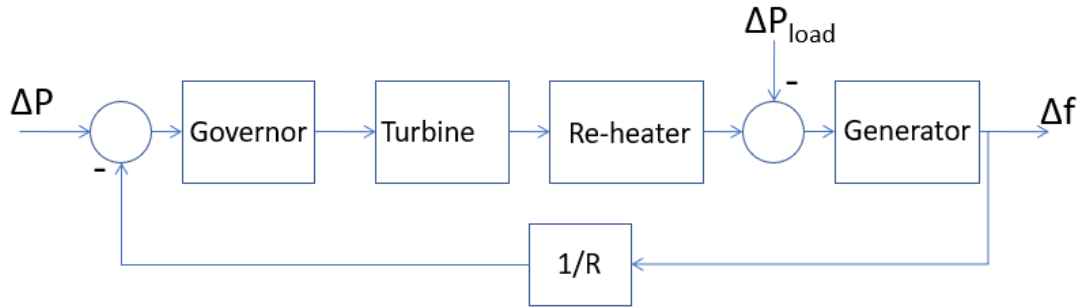 ΔP_load
ΔP
-
Governor
Turbine
Re-heater
-
Generator
Δf
-
1/R